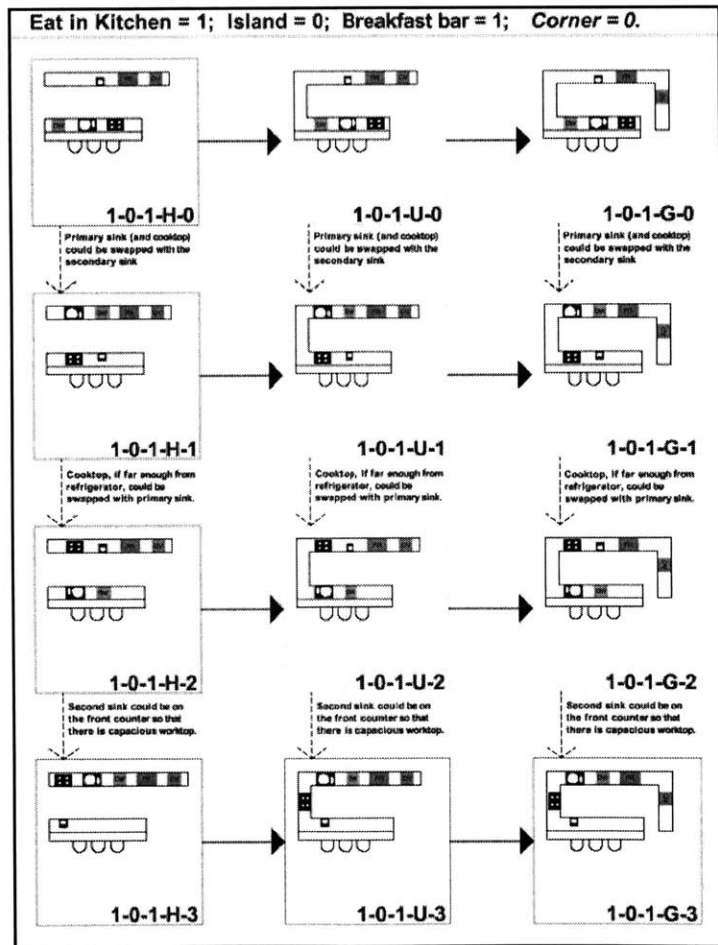 Eat in Kitchen = 1; Island = 0; Breakfast bar = 1; Corner = 0.
1-0-1-H-0
1-0-1-U-0
1-0-1-G-0
Primary sink (and cooktop)
could be swapped with the
secondary sink
Primary sink (and cooktop)
could be swapped with the
secondary sink
Primary sink (and cooktop)
could be swapped with the
secondary sink
1-0-1-H-1
1-0-1-U-1
1-0-1-G-1
Cooktop, if far enough from
refrigerator, could be
swapped with primary sink.
Cooktop, if far enough from
refrigerator, could be
swapped with primary sink.
Cooktop, if far enough from
refrigerator, could be
swapped with primary sink.
1-0-1-H-2
1-0-1-U-2
1-0-1-G-2
Second sink could be on
the front counter so that
there is capacious worktop.
Second sink could be on
the front counter so that
there is capacious worktop.
Second sink could be on
the front counter so that
there is capacious worktop.
1-0-1-H-3
1-0-1-U-3
1-0-1-G-3